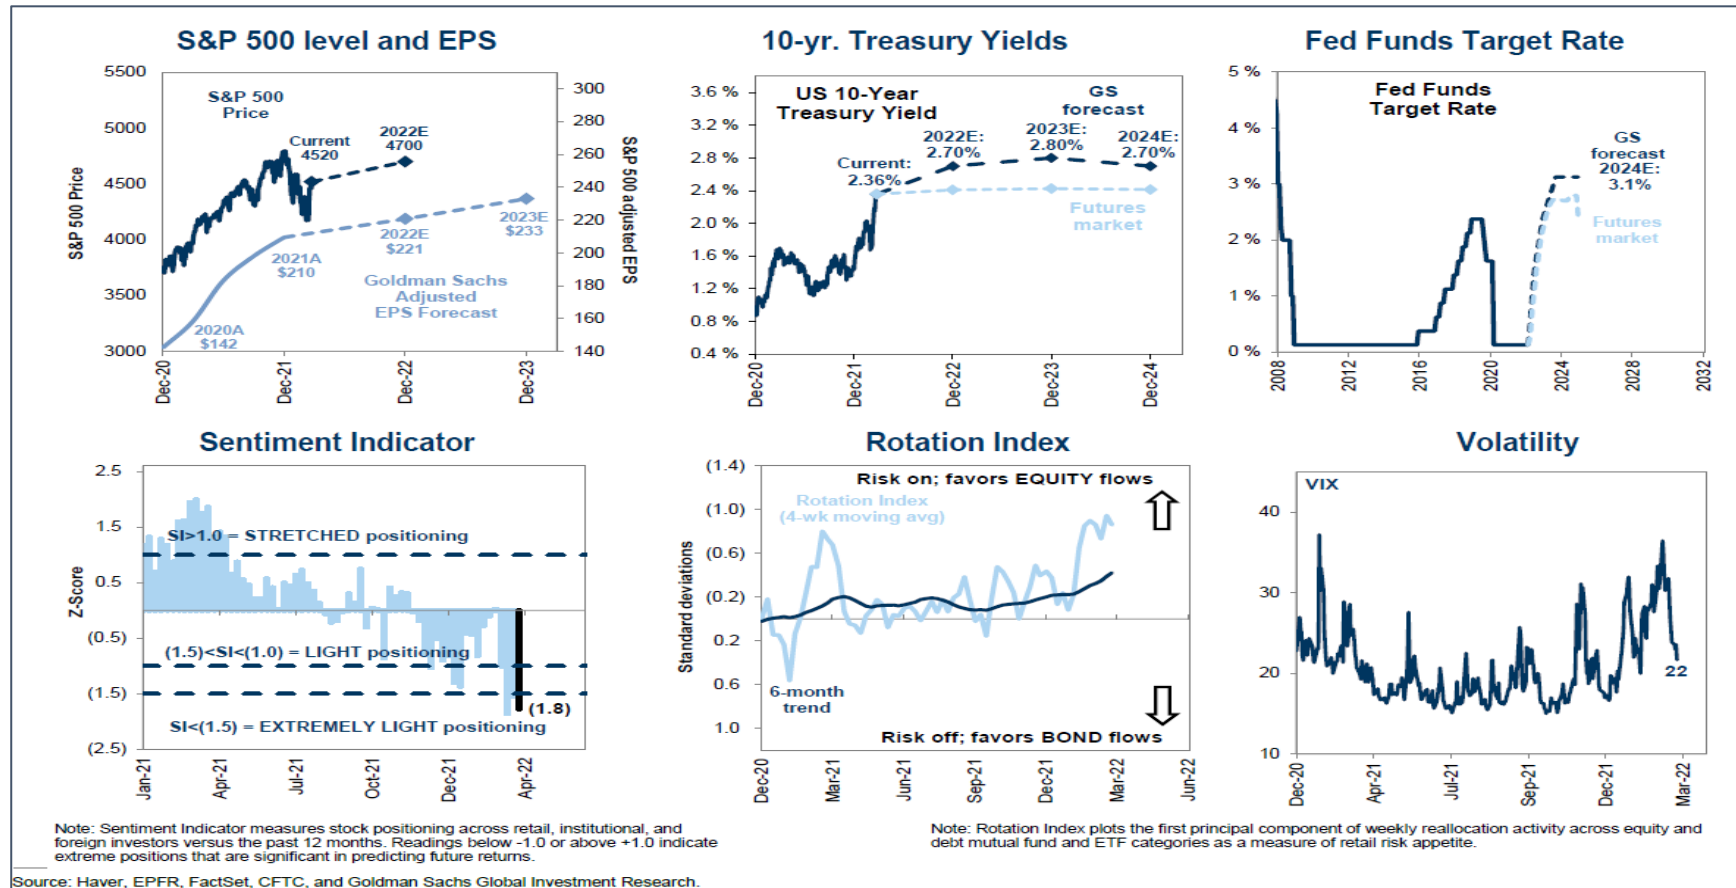 S&P 500 level and EPS
5500
5000
4500
4000
3500
3000
S&P 500 Price
300
280
260
240
220
200
180
160
140
S&P 500 adjusted EPS
S&P 500
Price
Current
4520
2022E
4700
2023E
$233
2022E
$221
2021A
$210
2020A
$142
Goldman Sachs
Adjusted
EPS Forecast
Dec-20
Dec-21
Dec-22
Dec-23
10-yr. Treasury Yields
3.6 %
3.2 %
2.8 %
2.4 %
2.0 %
1.6 %
1.2 %
0.8 %
0.4 %
US 10-Year
Treasury Yield
GS
forecast
Current:
2.36%
2022E:
2.70%
2023E:
2.80%
2024E:
2.70%
Futures
market
Dec-20
Dec-21
Dec-22
Dec-23
Dec-24
Fed Funds Target Rate
5 %
4 %
3 %
2 %
1 %
0 %
Fed Funds
Target Rate
GS
forecast
2024E:
3.1%
Futures
market
2008
2012
2016
2020
2024
2028
2032
Sentiment Indicator
2.5
1.5
0.5
(0.5)
(1.5)
(2.5)
Z-Score
SI>1.0 = STRETCHED positioning
(1.5)<SI<(1.0) = LIGHT positioning
(1.8)
SI<(1.5) = EXTREMELY LIGHT positioning
Jan-21
Apr-21
Jul-21
Oct-21
Dec-21
Apr-22
Rotation Index
(1.4)
(1.0)
(0.6)
(0.2)
0.2
0.6
1.0
Standard deviations
Risk on; favors EQUITY flows
Rotation Index
(4-wk moving avg)
6-month
trend
Risk off; favors BOND flows
Dec-20
Mar-21
Jun-21
Sep-21
Dec-21
Mar-22
Jun-22
Volatility
VIX
40
30
20
10
22
Dec-20
Apr-21
Jul-21
Sep-21
Dec-21
Mar-22
Note: Sentiment Indicator measures stock positioning across retail, institutional, and
foreign investors versus the past 12 months. Readings below -1.0 or above +1.0 indicate
extreme positions that are significant in predicting future returns.
Note: Rotation Index plots the first principal component of weekly reallocation activity across equity and
debt mutual fund and ETF categories as a measure of retail risk appetite.
Source: Haver, EPFR, FactSet, CFTC, and Goldman Sachs Global Investment Research.